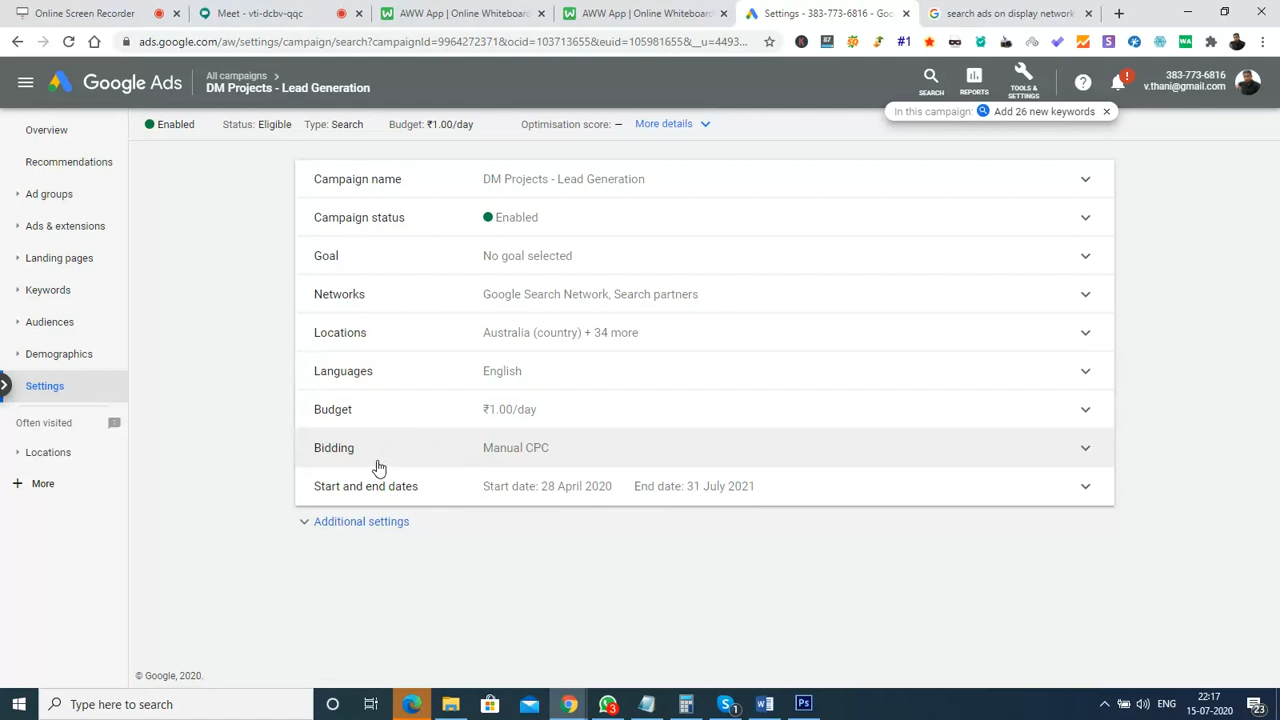 Online Screen Recorder
Meet - vti-dcbv-qqc
AWW App | Online Whiteboard
AWW App | Online Whiteboard
Settings - 383-773-6816 - Goo
search ads on display network
ads.google.com/aw/settings/campaign/search?campaignId=9964272371&ocid=103713655&euid=105981655&__u=4493...
87
#1
Google Ads
All campaigns
DM Projects - Lead Generation
SEARCH
REPORTS
TOOLS &
SETTINGS
383-773-6816
v.thani@gmail.com
In this campaign: Add 26 new keywords
Enabled Status: Eligible Type: Search Budget: ₹1.00/day Optimisation score: — More details
Overview
Recommendations
Ad groups
Ads & extensions
Landing pages
Keywords
Audiences
Demographics
Settings
Often visited
Locations
More
Campaign name DM Projects - Lead Generation
Campaign status Enabled
Goal No goal selected
Networks Google Search Network, Search partners
Locations Australia (country) + 34 more
Languages English
Budget ₹1.00/day
Bidding Manual CPC
Start and end dates Start date: 28 April 2020 End date: 31 July 2021
Additional settings
© Google, 2020.
Type here to search
3
1
ENG
22:17
15-07-2020
23